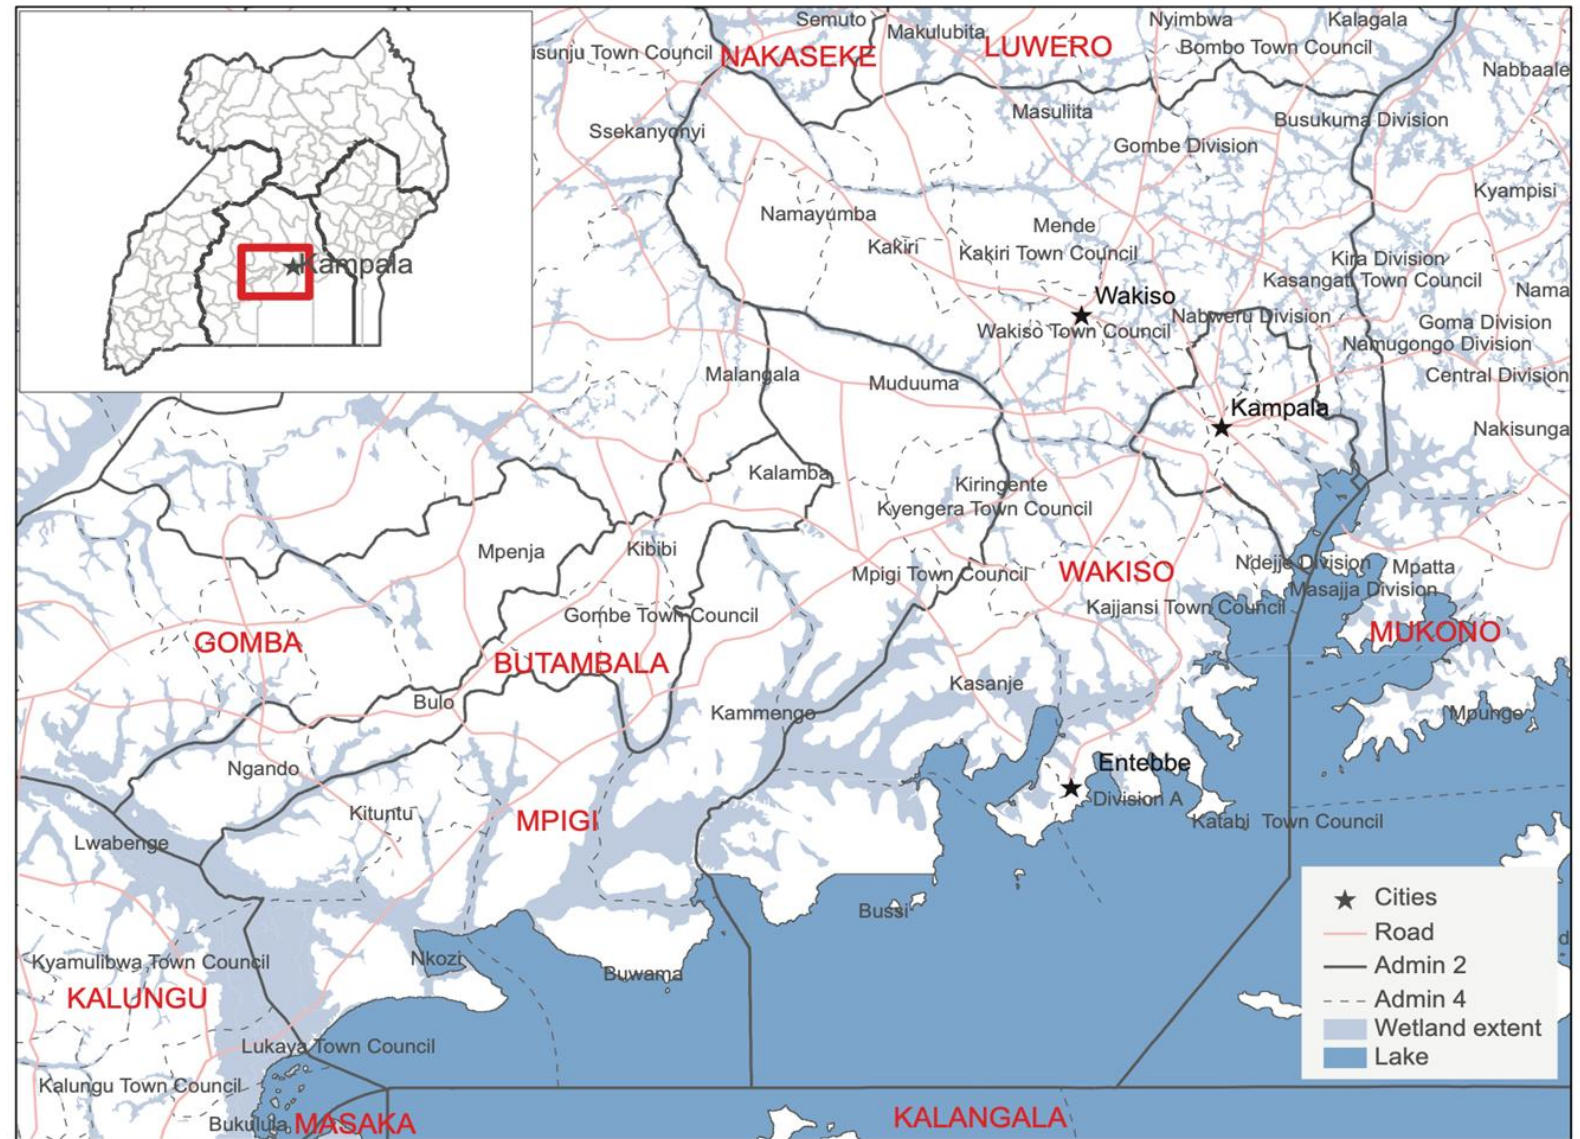 Semuto
Nyimbwa
Kalagala
Makulubita
isunju Town Council
NAKASEKE
LUWERO
Bombo Town Council
Nabbaale
Masuliita
Busukuma Division
Ssekanyonyi
Gombe Division
Kyampisi
Namayumba
Mende
Kakiri
Kakiri Town Council
Kira Division
Kampala
Kasangati Town Council
Nama
Wakiso
Nabweru Division
Goma Division
Wakiso Town Council
Namugongo Division
Malangala
Muduuma
Central Division
Kampala
Nakisunga
Kalamba
Kiringente
Kyengera Town Council
Mpenja
Kibibi
Ndejje Division
Mpatta
Mpigi Town Council
WAKISO
Masajja Division
Kajjansi Town Council
Gombe Town Council
MUKONO
GOMBA
BUTAMBALA
Kasanje
Bulo
Kammengo
Mpunge
Ngando
Entebbe
Division A
Kituntu
MPIGI
Katabi Town Council
Lwabenge
Cities
Bussi
Road
Kyamulibwa Town Council
Nkozi
Buwama
Admin 2
KALUNGU
Admin 4
Wetland extent
Lukaya Town Council
Lake
Kalungu Town Council
Bukulula
MASAKA
KALANGALA